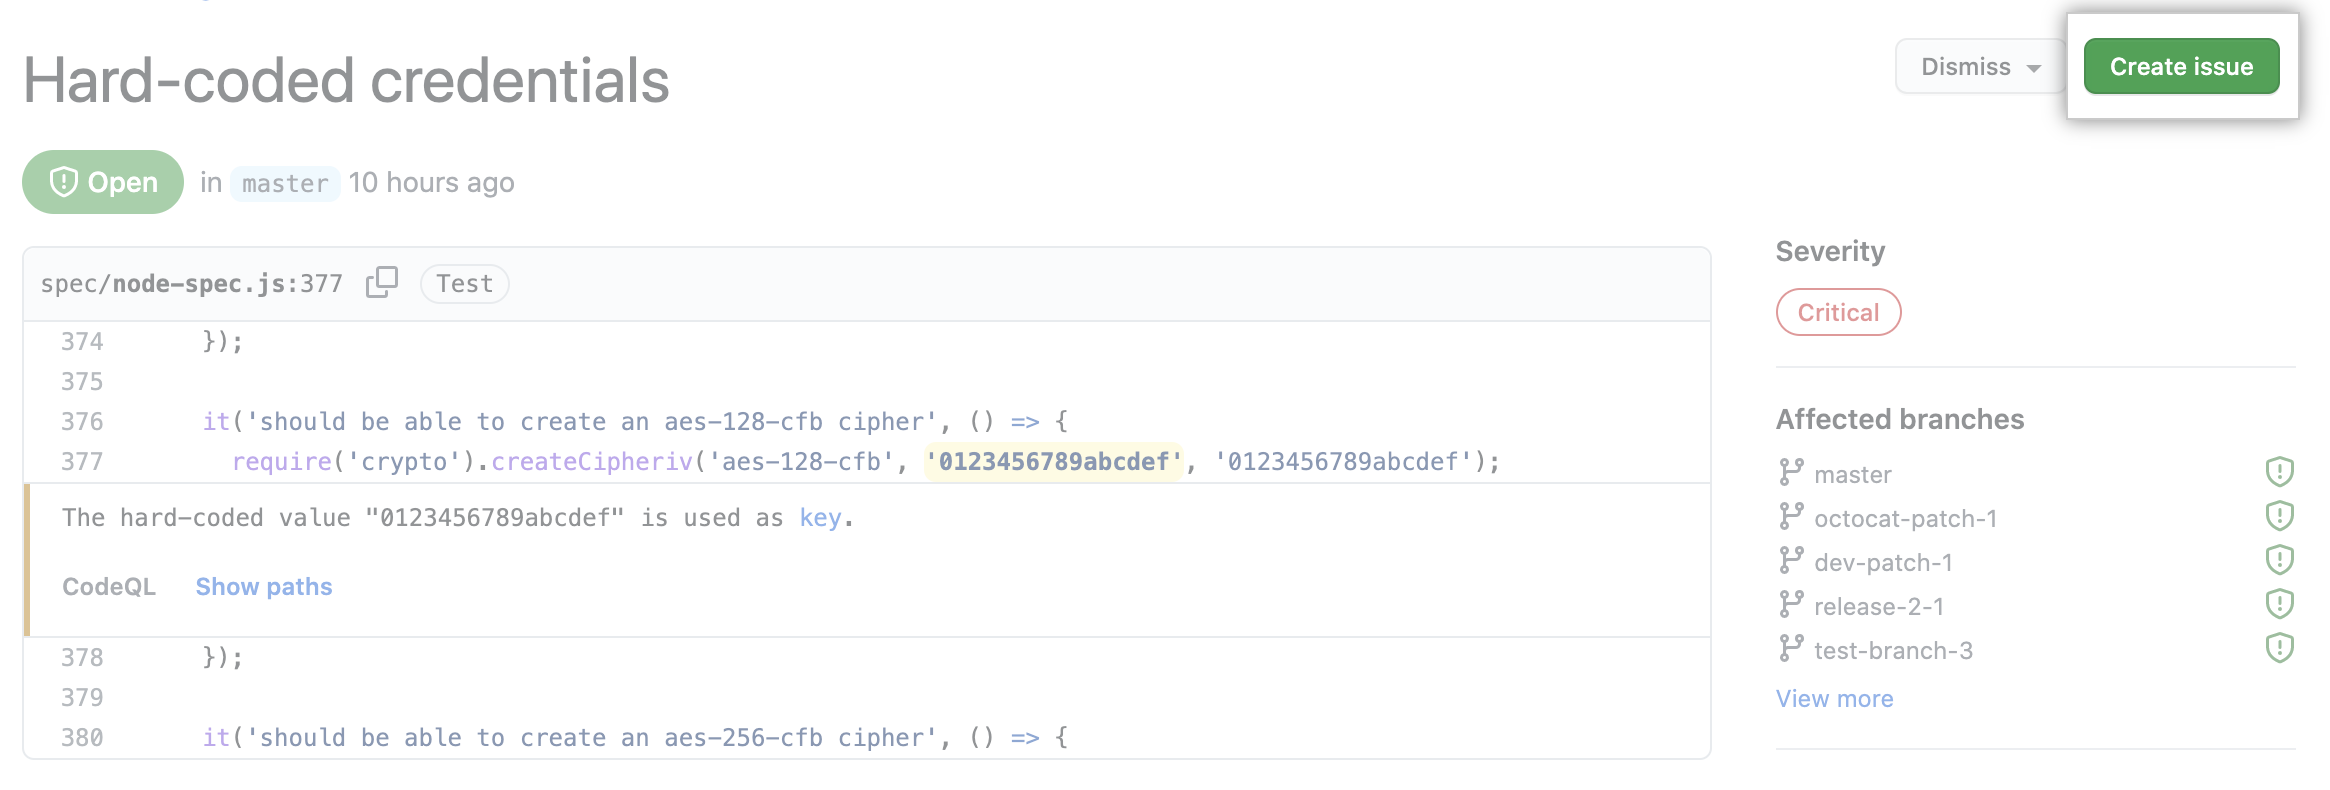 Hard-coded credentials
Dismiss
Create issue
Open in master 10 hours ago
spec/node-spec.js:377 Test
374 });
375
376 it('should be able to create an aes-128-cfb cipher', () => {
377 require('crypto').createCipheriv('aes-128-cfb', '0123456789abcdef', '0123456789abcdef');
The hard-coded value "0123456789abcdef" is used as key.
CodeQL Show paths
378 });
379
380 it('should be able to create an aes-256-cfb cipher', () => {
Severity
Critical
Affected branches
master
octocat-patch-1
dev-patch-1
release-2-1
test-branch-3
View more